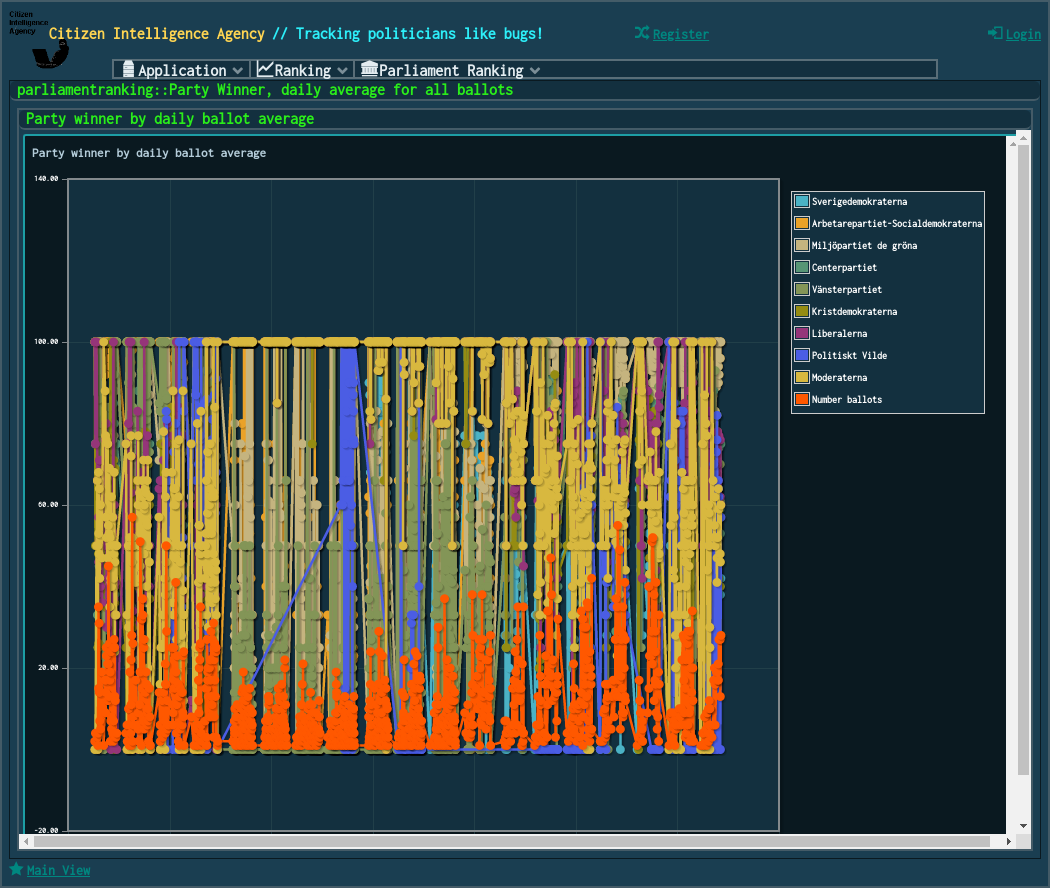 Citizen
Intelligence
Agency
Citizen Intelligence Agency // Tracking politicians like bugs!
Register
Login
Application
Ranking
Parliament Ranking
parliamentranking::Party Winner, daily average for all ballots
Party winner by daily ballot average
Party winner by daily ballot average
140.00
100.00
60.00
20.00
-20.00
Sverigedemokraterna
Arbetarepartiet-Socialdemokraterna
Miljöpartiet de gröna
Centerpartiet
Vänsterpartiet
Kristdemokraterna
Liberalerna
Politiskt Vilde
Moderaterna
Number ballots
Main View